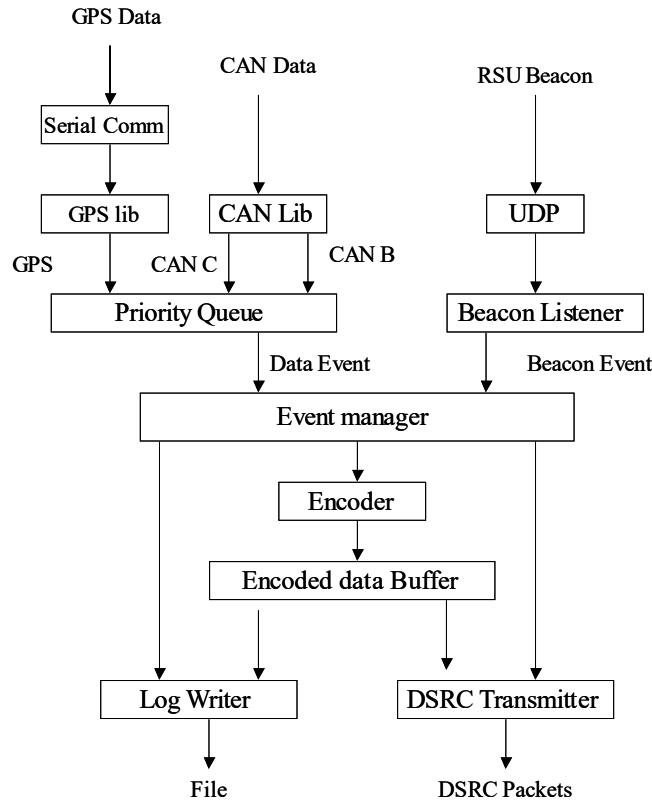 GPS Data
CAN Data
RSU Beacon
Serial Comm
GPS lib
CAN Lib
UDP
GPS
CAN C
CAN B
Priority Queue
Beacon Listener
Data Event
Beacon Event
Event manager
Encoder
Encoded data Buffer
Log Writer
DSRC Transmitter
File
DSRC Packets